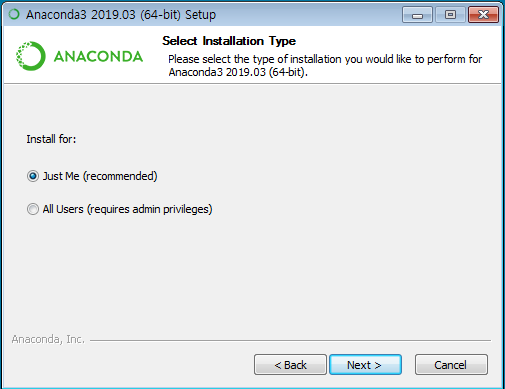 Anaconda3 2019.03 (64-bit) Setup
ANACONDA
Select Installation Type
Please select the type of installation you would like to perform for
Anaconda3 2019.03 (64-bit).
Install for:
Just Me (recommended)
All Users (requires admin privileges)
Anaconda, Inc.
< Back
Next >
Cancel